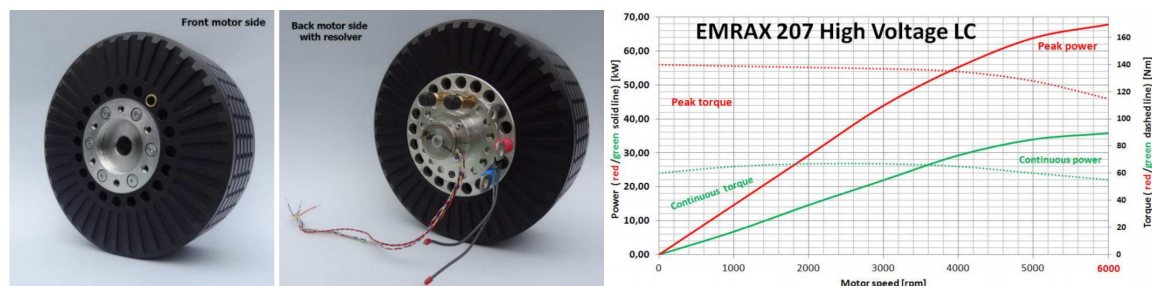 Front motor side
Back motor side
with resolver
EMRAX 207 High Voltage LC
70,00
60,00
50,00
40,00
30,00
20,00
10,00
0,00
Power (red/green solid line) [kW]
Peak power
Peak torque
Continuous power
Continuous torque
160
140
120
100
80
60
40
20
0
Torque( red/green dashed line) [Nm]
0
1000
2000
3000
4000
5000
6000
Motor speed [rpm]